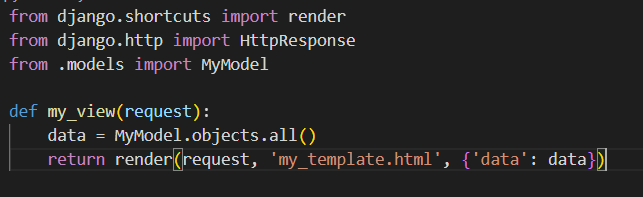 from django.shortcuts import render
from django.http import HttpResponse
from .models import MyModel
def my_view(request):
    data = MyModel.objects.all()
    return render(request, 'my_template.html', {'data': data})